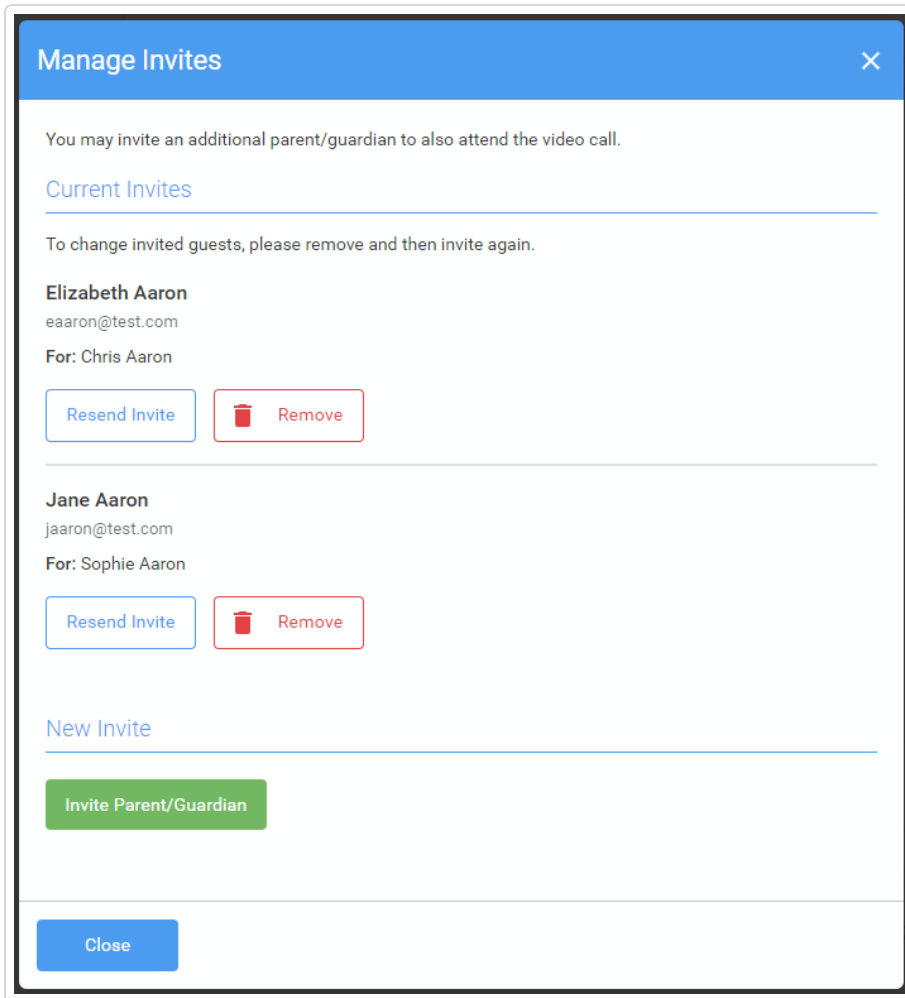 Manage Invites
You may invite an additional parent/guardian to also attend the video call.
Current Invites
To change invited guests, please remove and then invite again.
Elizabeth Aaron
eaaron@test.com
For: Chris Aaron
Resend Invite Remove
Jane Aaron
jaaron@test.com
For: Sophie Aaron
Resend Invite Remove
New Invite
Invite Parent/Guardian
Close